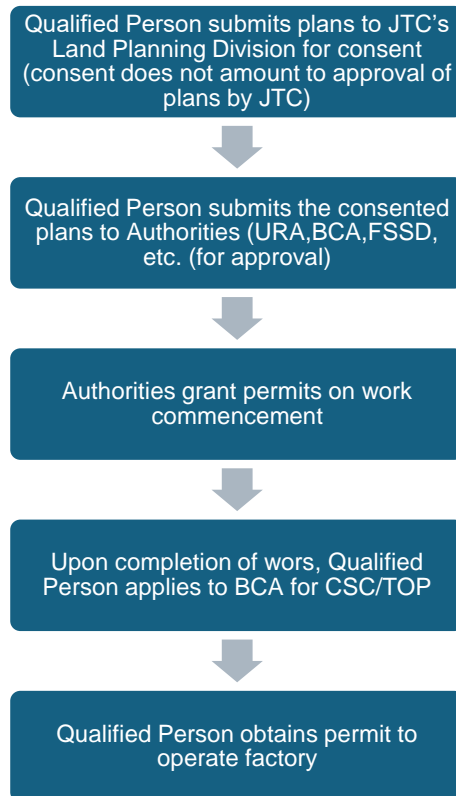 Qualified Person submits plans to JTC's
Land Planning Division for consent
(consent does not amount to approval of
plans by JTC)
Qualified Person submits the consented
plans to Authorities (URA,BCA,FSSD,
etc. (for approval)
Authorities grant permits on work
commencement
Upon completion of wors, Qualified
Person applies to BCA for CSC/TOP
Qualified Person obtains permit to
operate factory